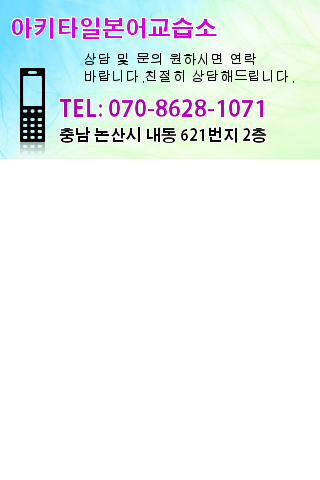 아키타일본어교습소
상담 및 문의 원하시면 연락
바랍니다.친절히 상담해드립니다.
TEL: 070-8628-1071
충남 논산시 내동 621번지 2층